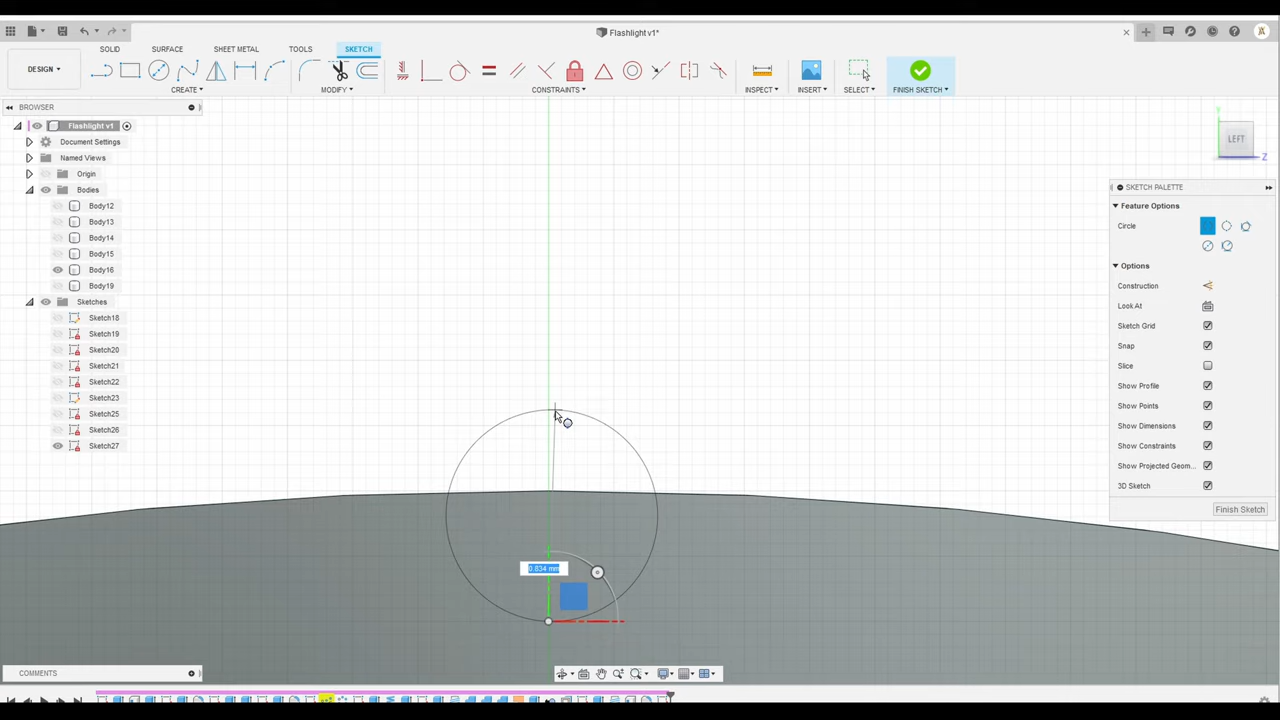 Flashlight v1*
SOLID SURFACE SHEET METAL TOOLS SKETCH
DESIGN
CREATE MODIFY CONSTRAINTS INSPECT INSERT SELECT FINISH SKETCH
BROWSER
Flashlight v1
Document Settings
Named Views
Origin
Bodies
Body12
Body13
Body14
Body15
Body16
Body19
Sketches
Sketch18
Sketch19
Sketch20
Sketch21
Sketch22
Sketch23
Sketch25
Sketch26
Sketch27
LEFT
Z
SKETCH PALETTE
Feature Options
Circle
Options
Construction
Look At
Sketch Grid
Snap
Slice
Show Profile
Show Points
Show Dimensions
Show Constraints
Show Projected Geom...
3D Sketch
Finish Sketch
0.834 mm
COMMENTS